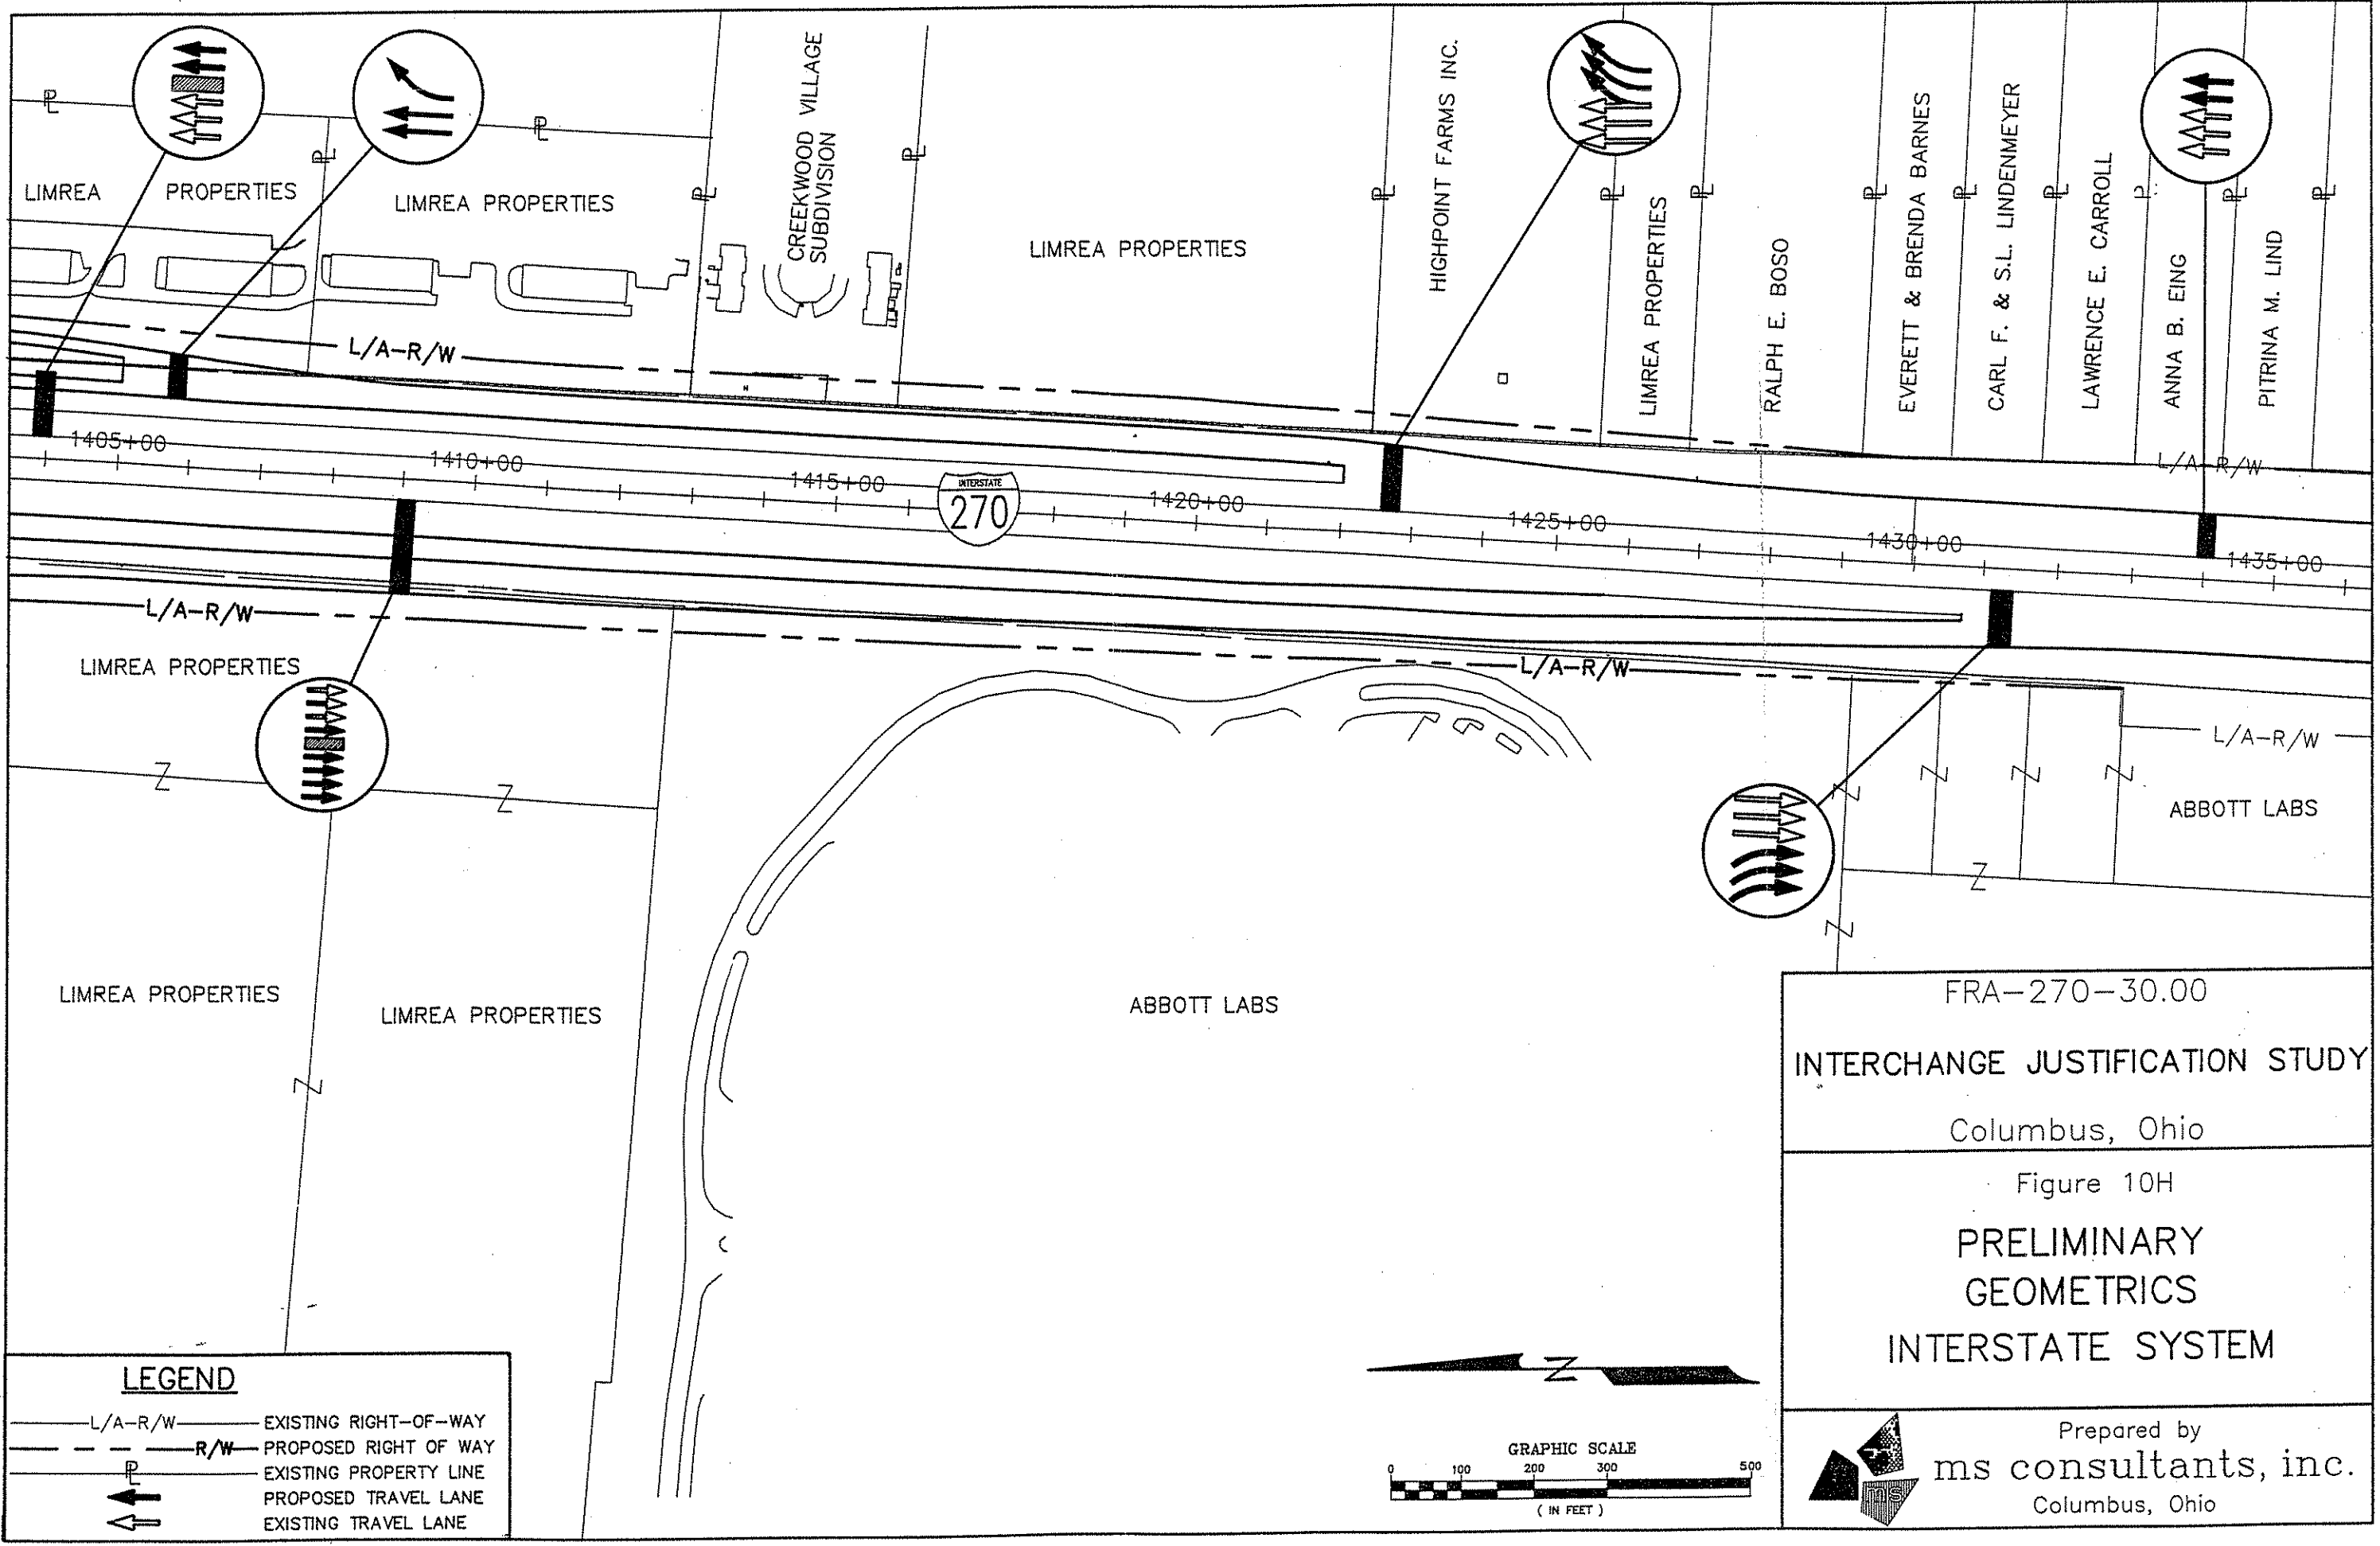 CREEKWOOD VILLAGE
SUBDIVISION
HIGHPOINT FARMS INC.
EVERETT & BRENDA BARNES
CARL F. & S.L. LINDENMEYER
LAWRENCE E. CARROLL
ANNA B. EING
PITRINA M. LIND
LIMREA PROPERTIES
LIMREA PROPERTIES
LIMREA PROPERTIES
LIMREA PROPERTIES
RALPH E. BOSO
L/A-R/W
L/A-R/W
1405+00
1410+00
1415+00
INTERSTATE
270
1420+00
1425+00
1430+00
1435+00
L/A-R/W
L/A-R/W
L/A-R/W
LIMREA PROPERTIES
ABBOTT LABS
LIMREA PROPERTIES
LIMREA PROPERTIES
ABBOTT LABS
FRA-270-30.00
INTERCHANGE JUSTIFICATION STUDY
Columbus, Ohio
Figure 10H
PRELIMINARY
GEOMETRICS
INTERSTATE SYSTEM
Prepared by
ms consultants, inc.
Columbus, Ohio
ms
LEGEND
L/A-R/W EXISTING RIGHT-OF-WAY
R/W PROPOSED RIGHT OF WAY
PL EXISTING PROPERTY LINE
PROPOSED TRAVEL LANE
EXISTING TRAVEL LANE
Z
GRAPHIC SCALE
0 100 200 300 500
( IN FEET )